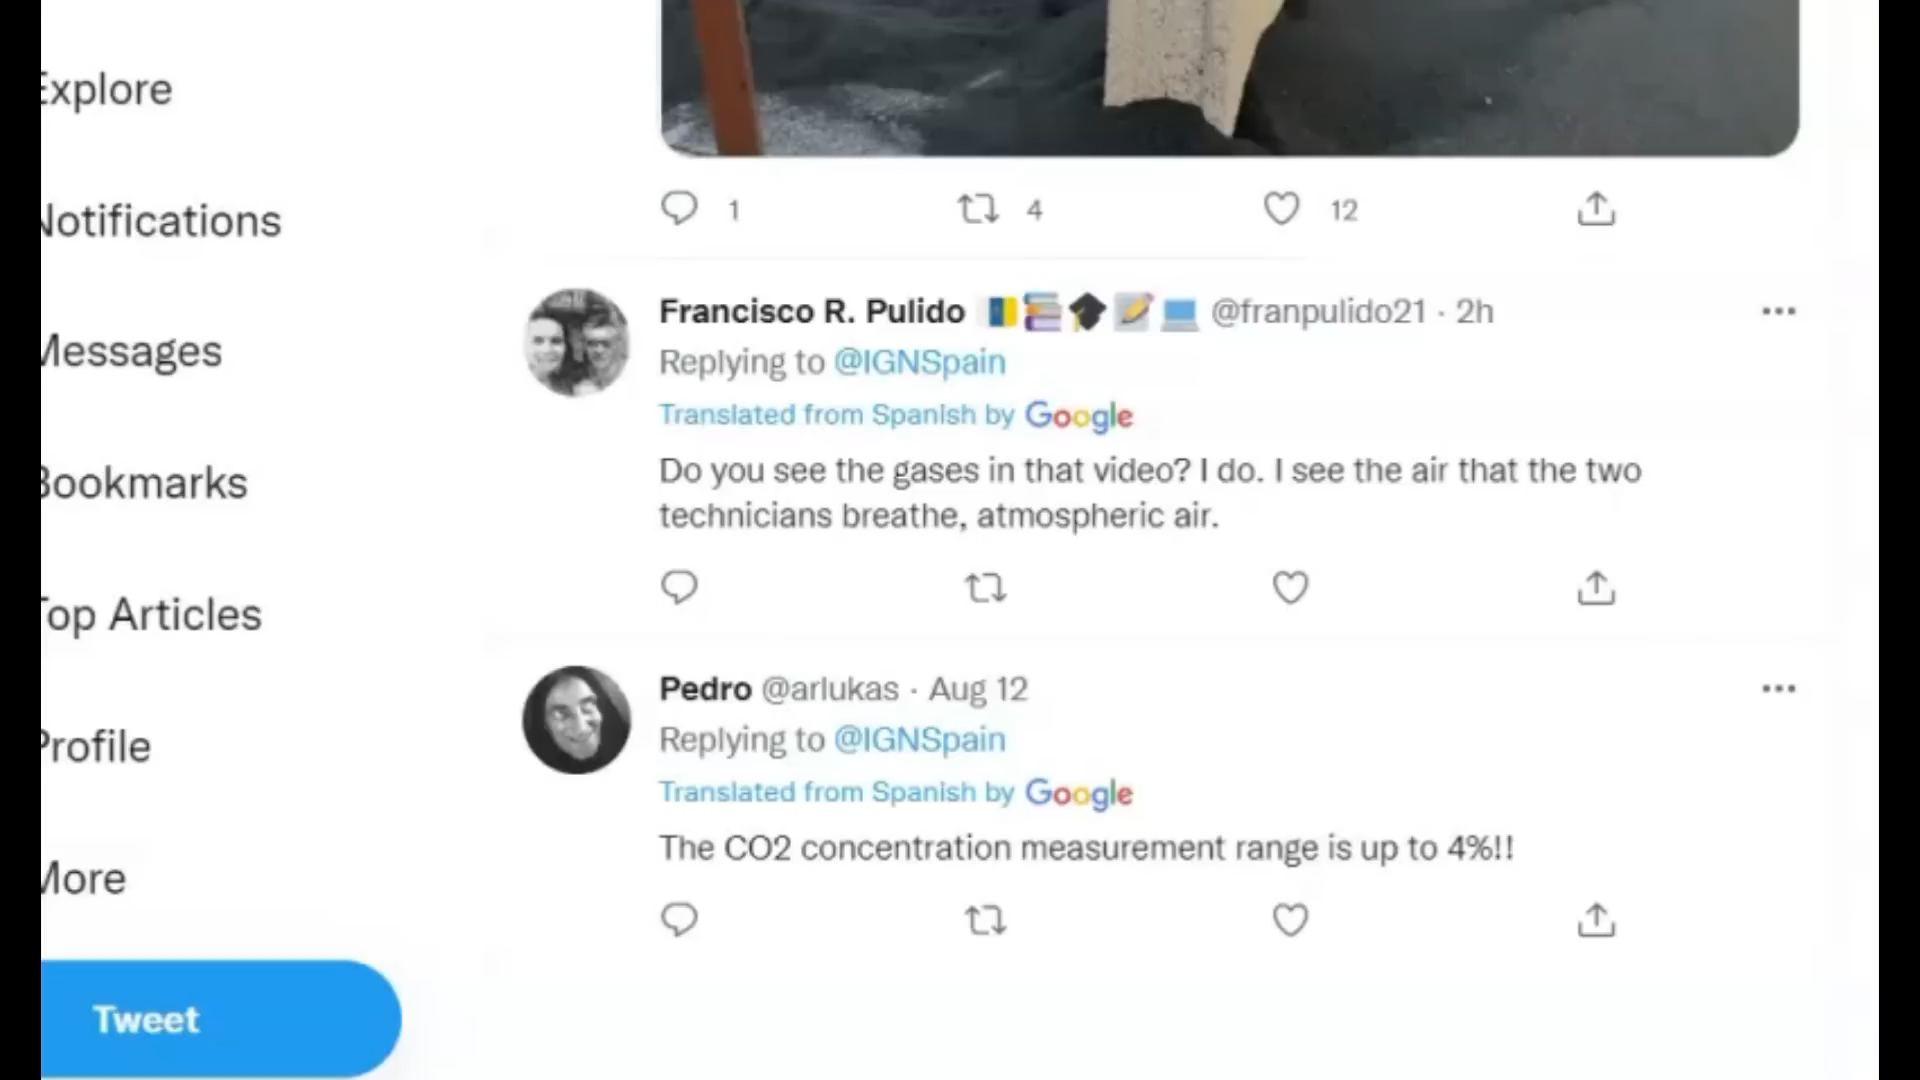 Explore
Notifications
Messages
Bookmarks
Top Articles
Profile
More
Tweet
1 4 12
Francisco R. Pulido @franpulido21 · 2h
Replying to @IGNSpain
Translated from Spanish by Google
Do you see the gases in that video? I do. I see the air that the two
technicians breathe, atmospheric air.
Pedro @arlukas · Aug 12
Replying to @IGNSpain
Translated from Spanish by Google
The CO2 concentration measurement range is up to 4%!!